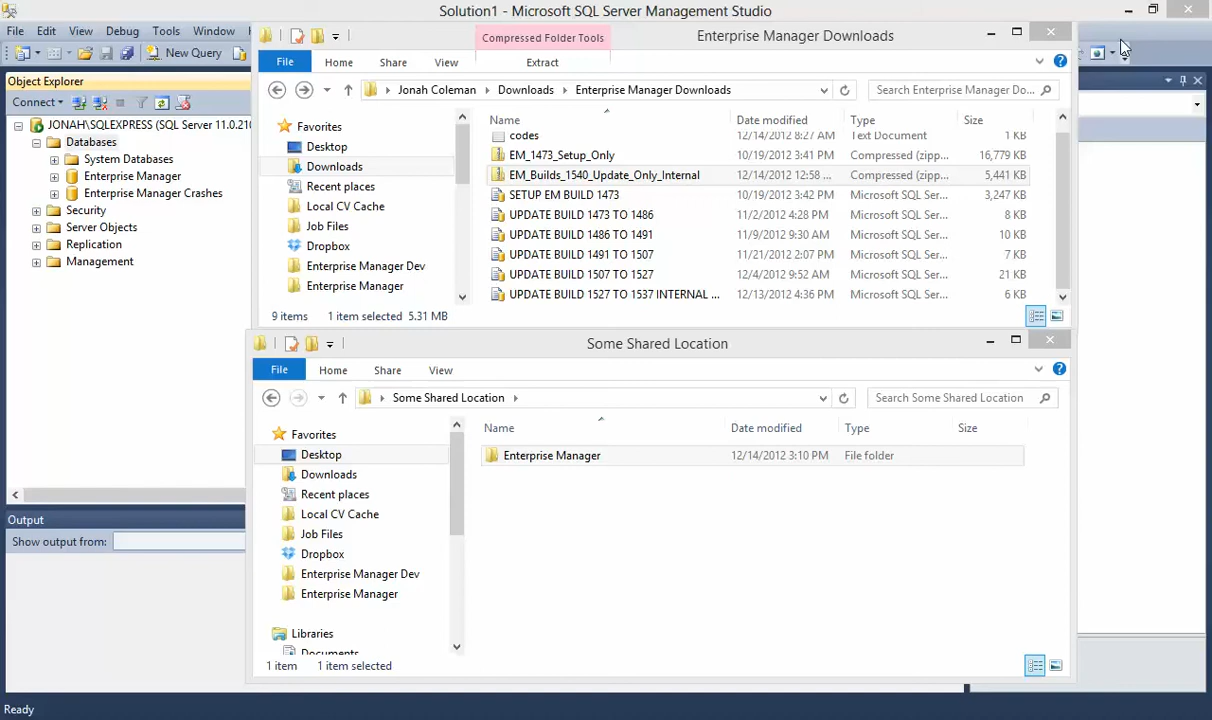 Solution1 - Microsoft SQL Server Management Studio
File Edit View Debug Tools Window
New Query
Object Explorer
Connect
JONAH\SQLEXPRESS (SQL Server 11.0.210
Databases
System Databases
Enterprise Manager
Enterprise Manager Crashes
Security
Server Objects
Replication
Management
Output
Show output from:
Ready
Compressed Folder Tools
Enterprise Manager Downloads
File Home Share View Extract
Jonah Coleman Downloads Enterprise Manager Downloads
Search Enterprise Manager Do...
Favorites
Desktop
Downloads
Recent places
Local CV Cache
Job Files
Dropbox
Enterprise Manager Dev
Enterprise Manager
Name Date modified Type Size
codes 12/14/2012 8:27 AM Text Document 1 KB
EM_1473_Setup_Only 10/19/2012 3:41 PM Compressed (zipp... 16,779 KB
EM_Builds_1540_Update_Only_Internal 12/14/2012 12:58 ... Compressed (zipp... 5,441 KB
SETUP EM BUILD 1473 10/19/2012 3:42 PM Microsoft SQL Ser... 3,247 KB
UPDATE BUILD 1473 TO 1486 11/2/2012 4:28 PM Microsoft SQL Ser... 8 KB
UPDATE BUILD 1486 TO 1491 11/9/2012 9:30 AM Microsoft SQL Ser... 10 KB
UPDATE BUILD 1491 TO 1507 11/21/2012 2:07 PM Microsoft SQL Ser... 7 KB
UPDATE BUILD 1507 TO 1527 12/4/2012 9:52 AM Microsoft SQL Ser... 21 KB
UPDATE BUILD 1527 TO 1537 INTERNAL ... 12/13/2012 4:36 PM Microsoft SQL Ser... 6 KB
9 items 1 item selected 5.31 MB
Some Shared Location
File Home Share View
Some Shared Location
Search Some Shared Location
Favorites
Desktop
Downloads
Recent places
Local CV Cache
Job Files
Dropbox
Enterprise Manager Dev
Enterprise Manager
Libraries
Documents
Name Date modified Type Size
Enterprise Manager 12/14/2012 3:10 PM File folder
1 item 1 item selected